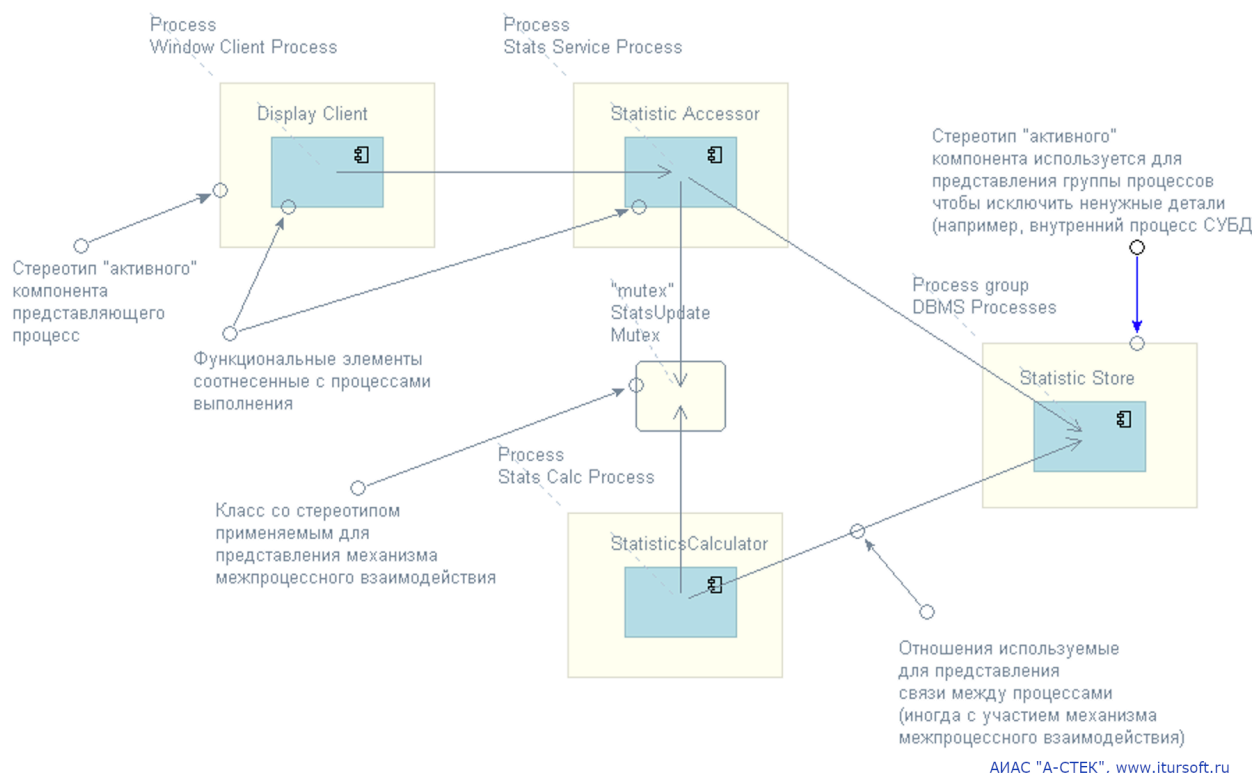 Process
Window Client Process
Process
Stats Service Process
Display Client
Statistic Accessor
Стереотип "активного"
компонента используется для
представления группы процессов
чтобы исключить ненужные детали
(например, внутренний процесс СУБД
Стереотип "активного"
компонента
представляющего
процесс
"mutex"
StatsUpdate
Mutex
Process group
DBMS Processes
Функциональные элементы
соотнесенные с процессами
выполнения
Statistic Store
Process
Stats Calc Process
Класс со стереотипом
применяемым для
представления механизма
межпроцессного взаимодействия
StatisticsCalculator
Отношения используемые
для представления
связи между процессами
(иногда с участием механизма
межпроцессного взаимодействия)
АИАС "А-СТЕК", www.itursoft.ru